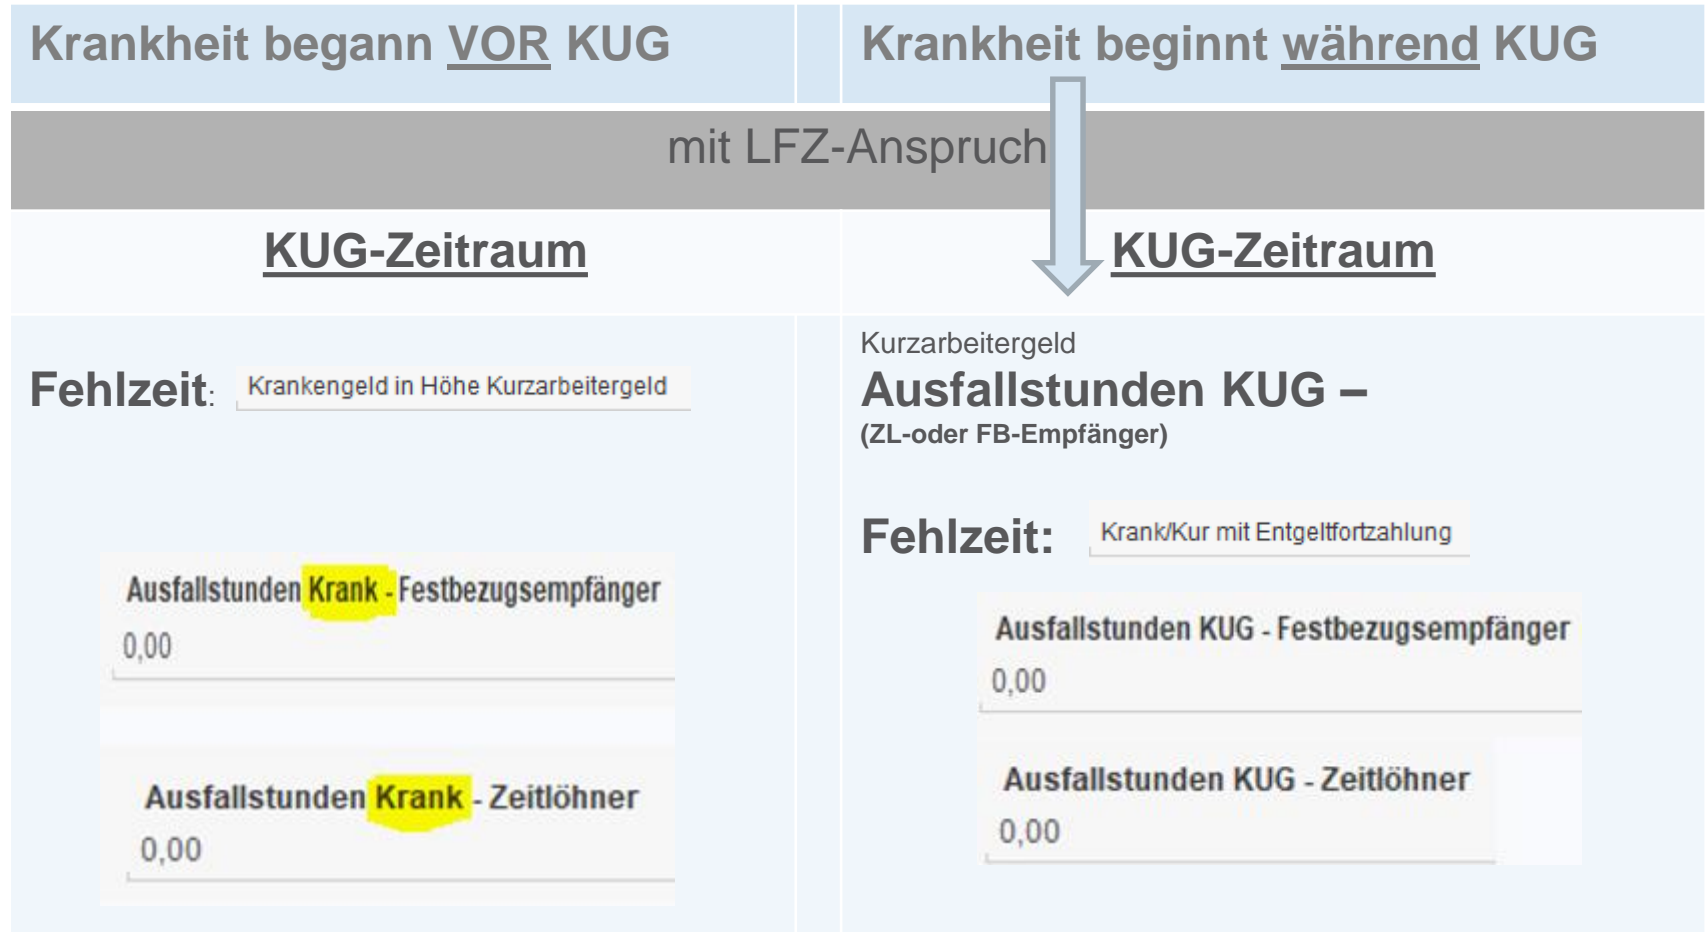 Krankheit begann VOR KUG
Krankheit beginnt während KUG
mit LFZ-Anspruch
KUG-Zeitraum
KUG-Zeitraum
Fehlzeit: Krankengeld in Höhe Kurzarbeitergeld
Ausfallstunden Krank - Festbezugsempfänger
0,00
Ausfallstunden Krank - Zeitlöhner
0,00
Kurzarbeitergeld
Ausfallstunden KUG –
(ZL-oder FB-Empfänger)
Fehlzeit: Krank/Kur mit Entgeltfortzahlung
Ausfallstunden KUG - Festbezugsempfänger
0,00
Ausfallstunden KUG - Zeitlöhner
0,00